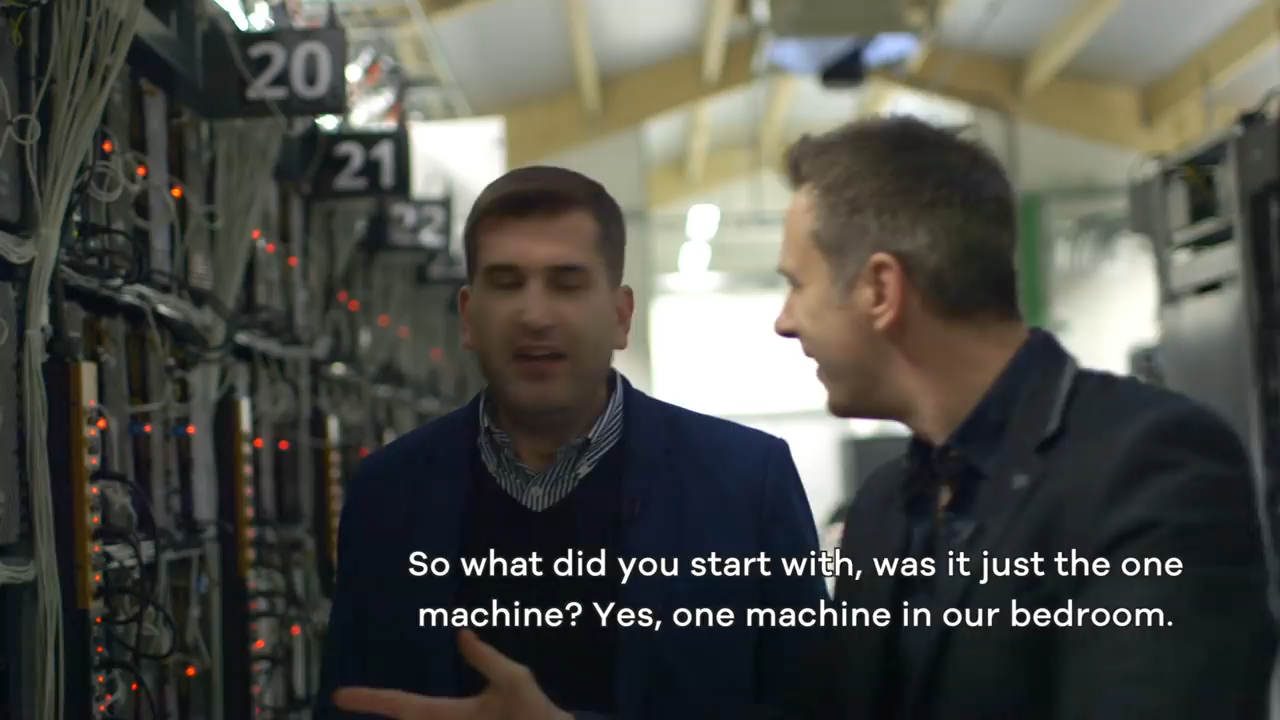 20
21
22
So what did you start with, was it just the one
machine? Yes, one machine in our bedroom.